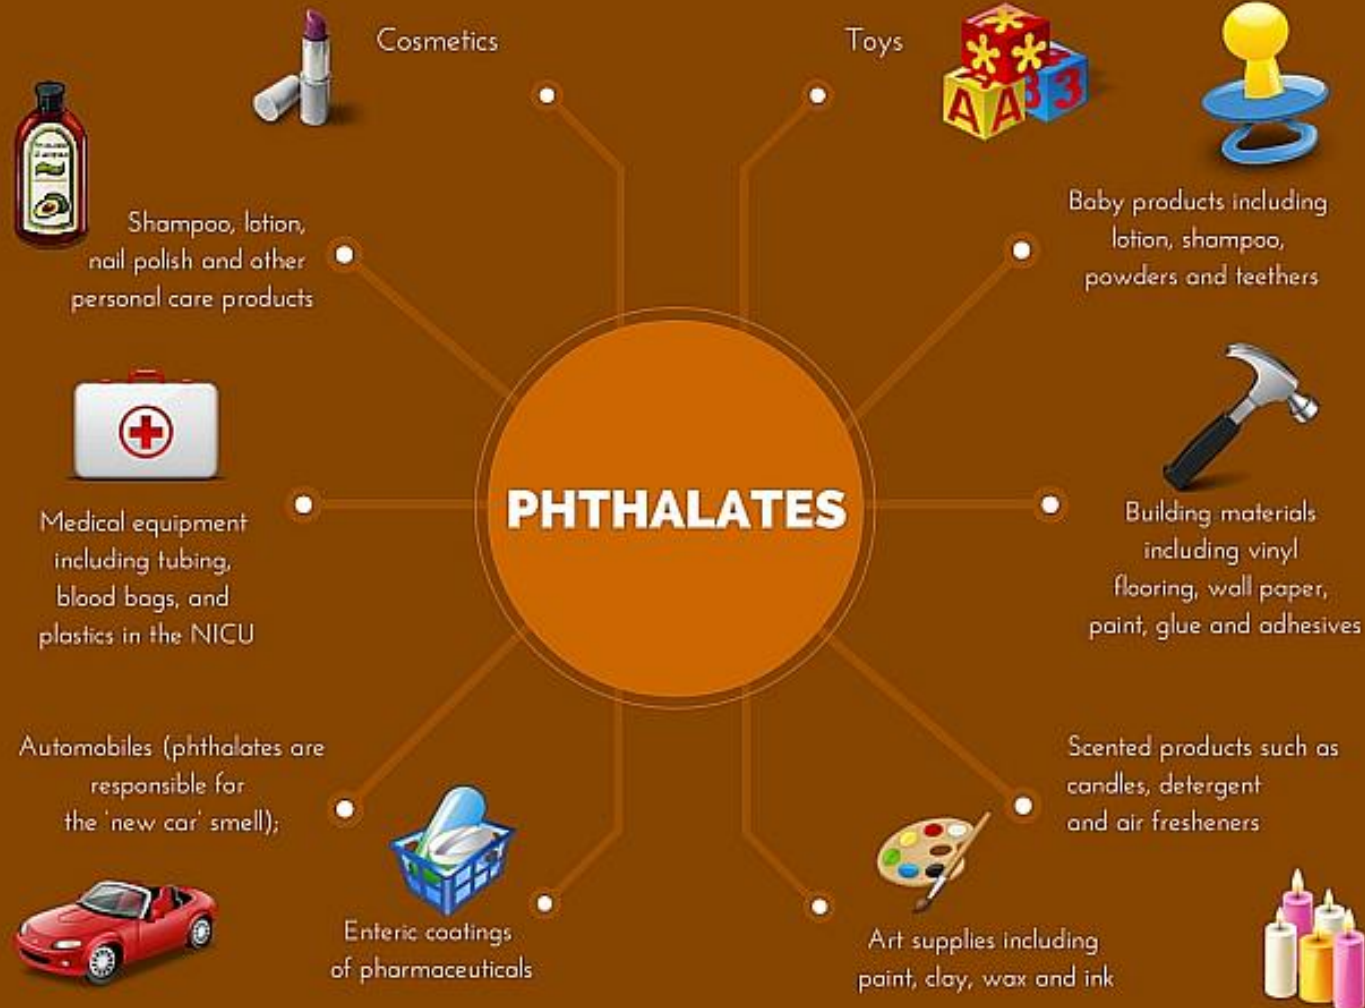 Cosmetics
Toys
Shampoo, lotion,
nail polish and other
personal care products
Baby products including
lotion, shampoo,
powders and teethers
PHTHALATES
Medical equipment
including tubing,
blood bags, and
plastics in the NICU
Building materials
including vinyl
flooring, wall paper,
paint, glue and adhesives
Automobiles (phthalates are
responsible for
the 'new car' smell);
Scented products such as
candles, detergent
and air fresheners
Enteric coatings
of pharmaceuticals
Art supplies including
paint, clay, wax and ink
A A 3 3